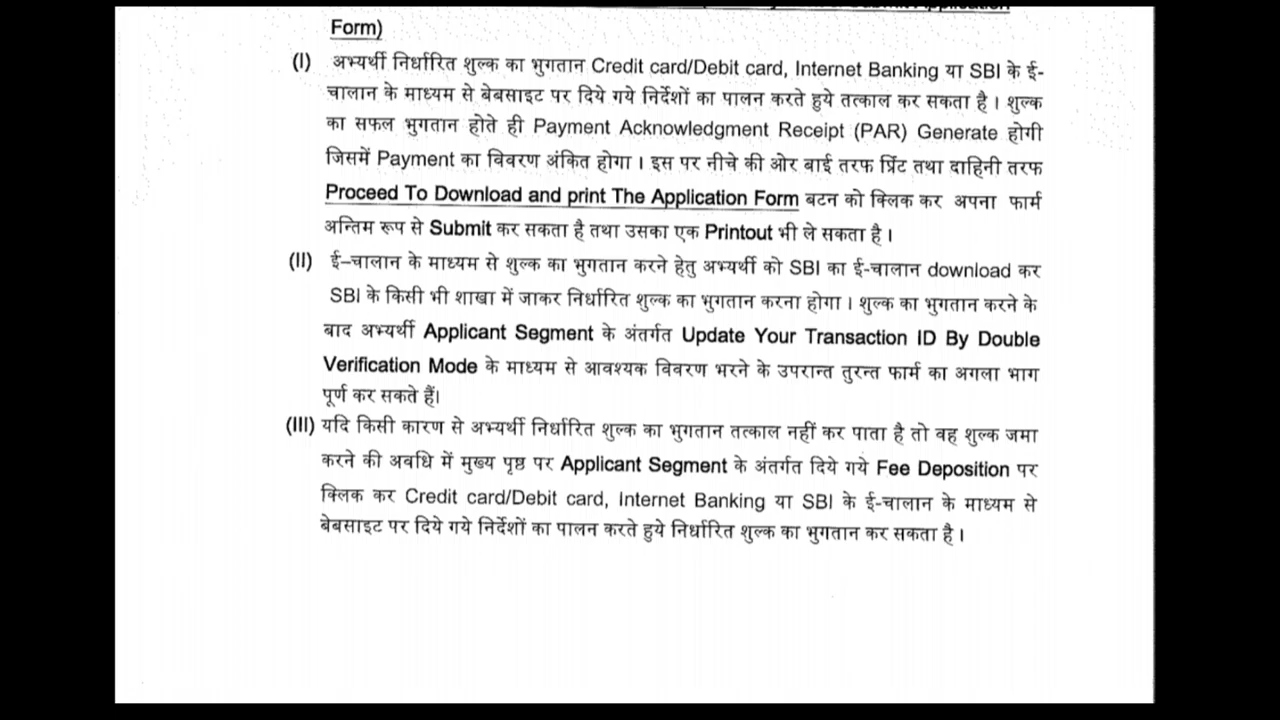 Form)
(I) अभ्यर्थी निर्धारित शुल्क का भुगतान Credit card/Debit card, Internet Banking या SBI के ई-
चालान के माध्यम से बेबसाइट पर दिये गये निर्देशों का पालन करते हुये तत्काल कर सकता है। शुल्क
का सफल भुगतान होते ही Payment Acknowledgment Receipt (PAR) Generate होगी
जिसमें Payment का विवरण अंकित होगा। इस पर नीचे की ओर बाई तरफ प्रिंट तथा दाहिनी तरफ
Proceed To Download and print The Application Form बटन को क्लिक कर अपना फार्म
अन्तिम रूप से Submit कर सकता है तथा उसका एक Printout भी ले सकता है।
(II) ई–चालान के माध्यम से शुल्क का भुगतान करने हेतु अभ्यर्थी को SBI का ई-चालान download कर
SBI के किसी भी शाखा में जाकर निर्धारित शुल्क का भुगतान करना होगा। शुल्क का भुगतान करने के
बाद अभ्यर्थी Applicant Segment के अंतर्गत Update Your Transaction ID By Double
Verification Mode के माध्यम से आवश्यक विवरण भरने के उपरान्त तुरन्त फार्म का अगला भाग
पूर्ण कर सकते हैं।
(III) यदि किसी कारण से अभ्यर्थी निर्धारित शुल्क का भुगतान तत्काल नहीं कर पाता है तो वह शुल्क जमा
करने की अवधि में मुख्य पृष्ठ पर Applicant Segment के अंतर्गत दिये गये Fee Deposition पर
क्लिक कर Credit card/Debit card, Internet Banking या SBI के ई-चालान के माध्यम से
बेबसाइट पर दिये गये निर्देशों का पालन करते हुये निर्धारित शुल्क का भुगतान कर सकता है।